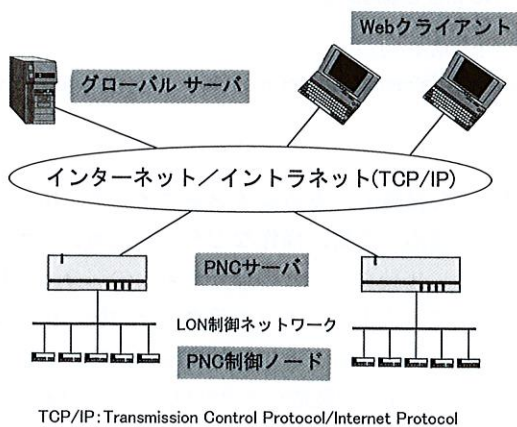 Webクライアント
グローバル サーバ
インターネット／イントラネット(TCP/IP)
PNCサーバ
LON制御ネットワーク
PNC制御ノード
TCP/IP：Transmission Control Protocol/Internet Protocol